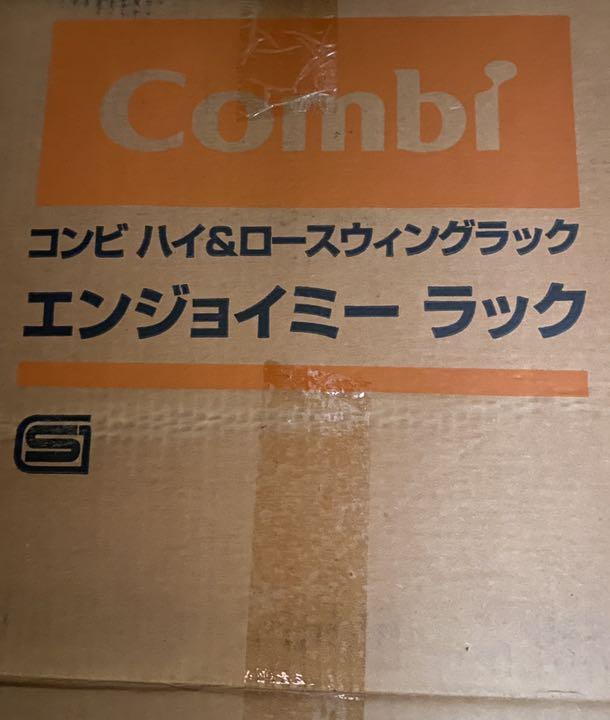 Combi
コンビ ハイ&ロースウィングラック
エンジョイミー ラック